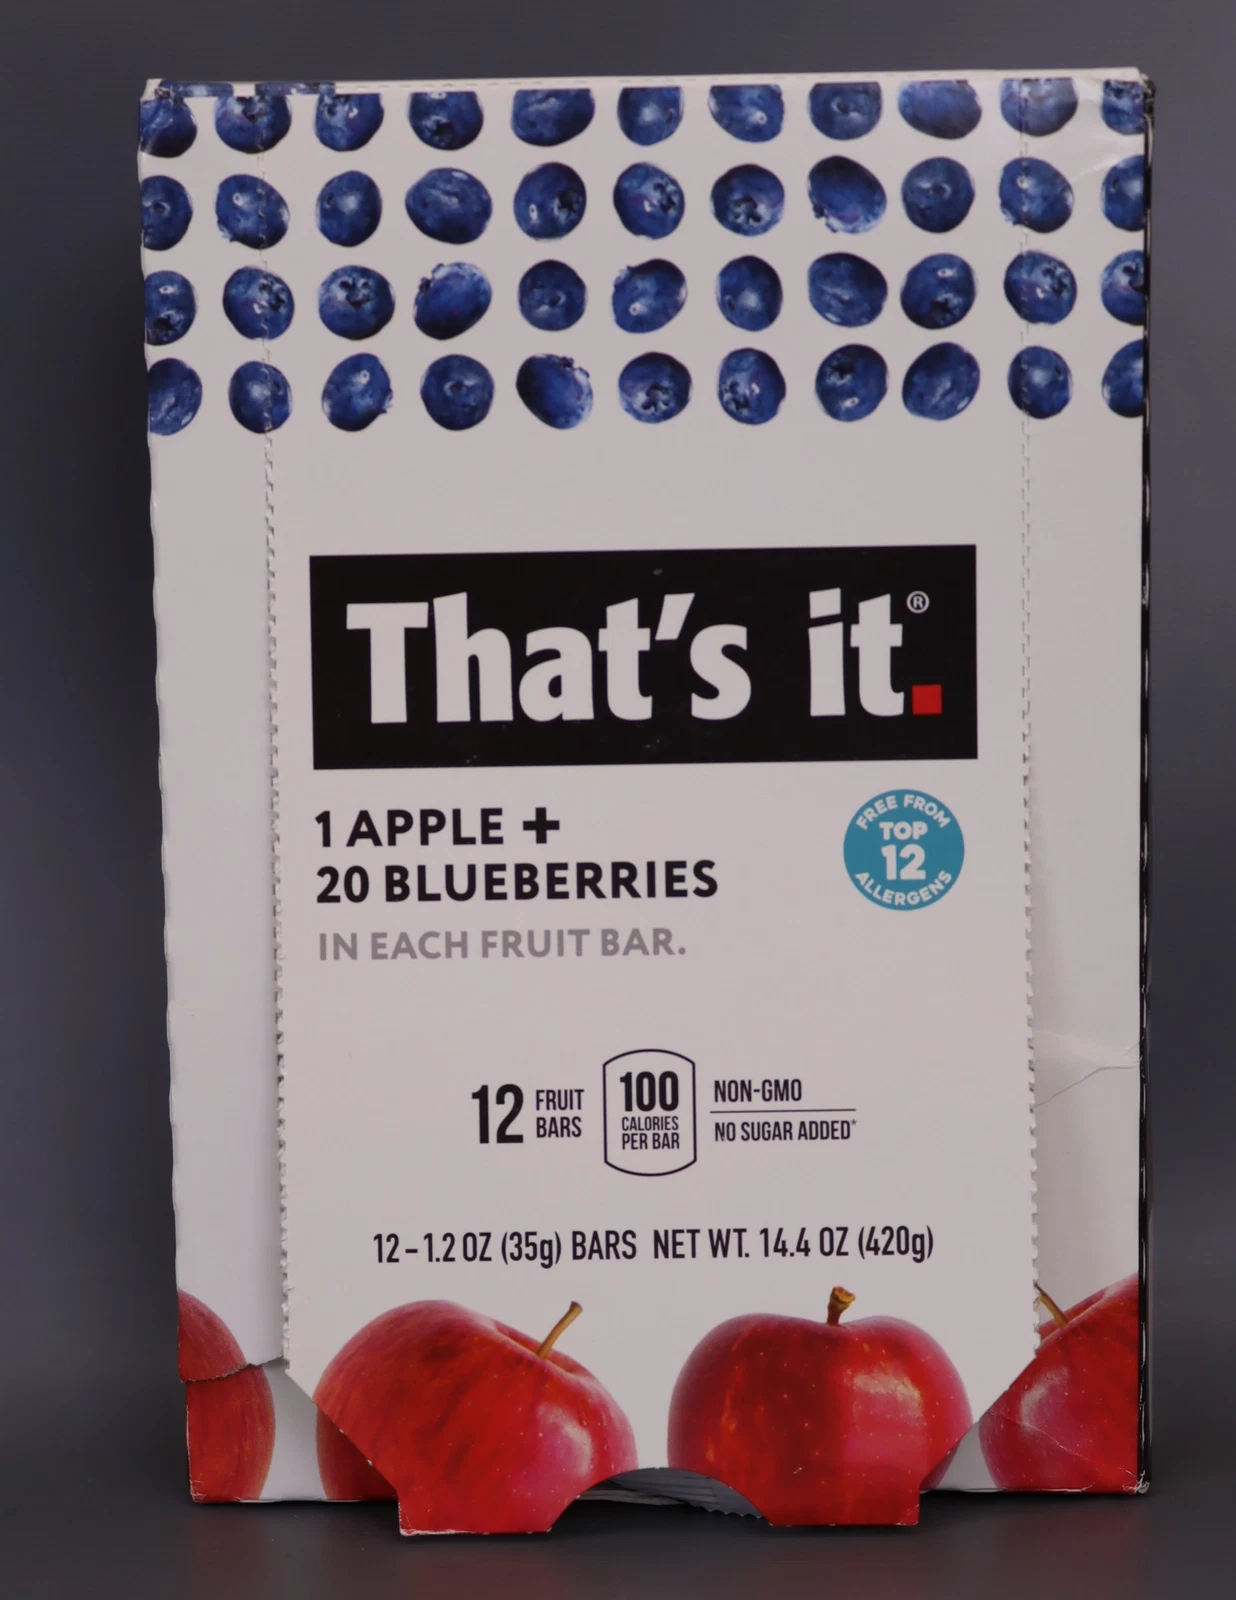 That's it.®
1 APPLE +
20 BLUEBERRIES
IN EACH FRUIT BAR.
FREE FROM
TOP
12
ALLERGENS
12 FRUIT
BARS
100
CALORIES
PER BAR
NON-GMO
NO SUGAR ADDED*
12-1.2 OZ (35g) BARS NET WT. 14.4 OZ (420g)